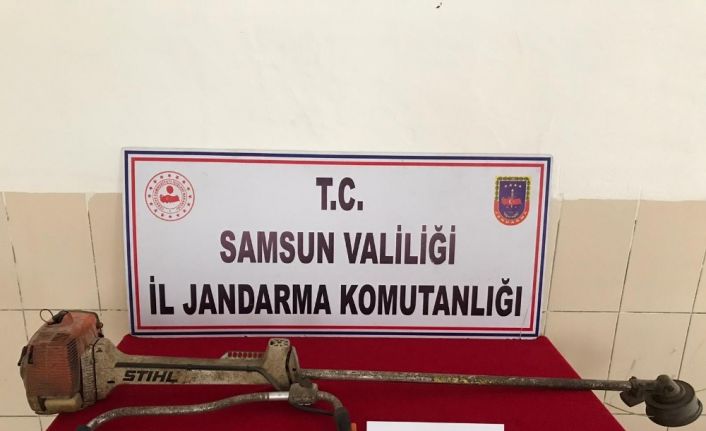 T.C.
SAMSUN VALİLİĞİ
İL JANDARMA KOMUTANLIĞI
STIHL